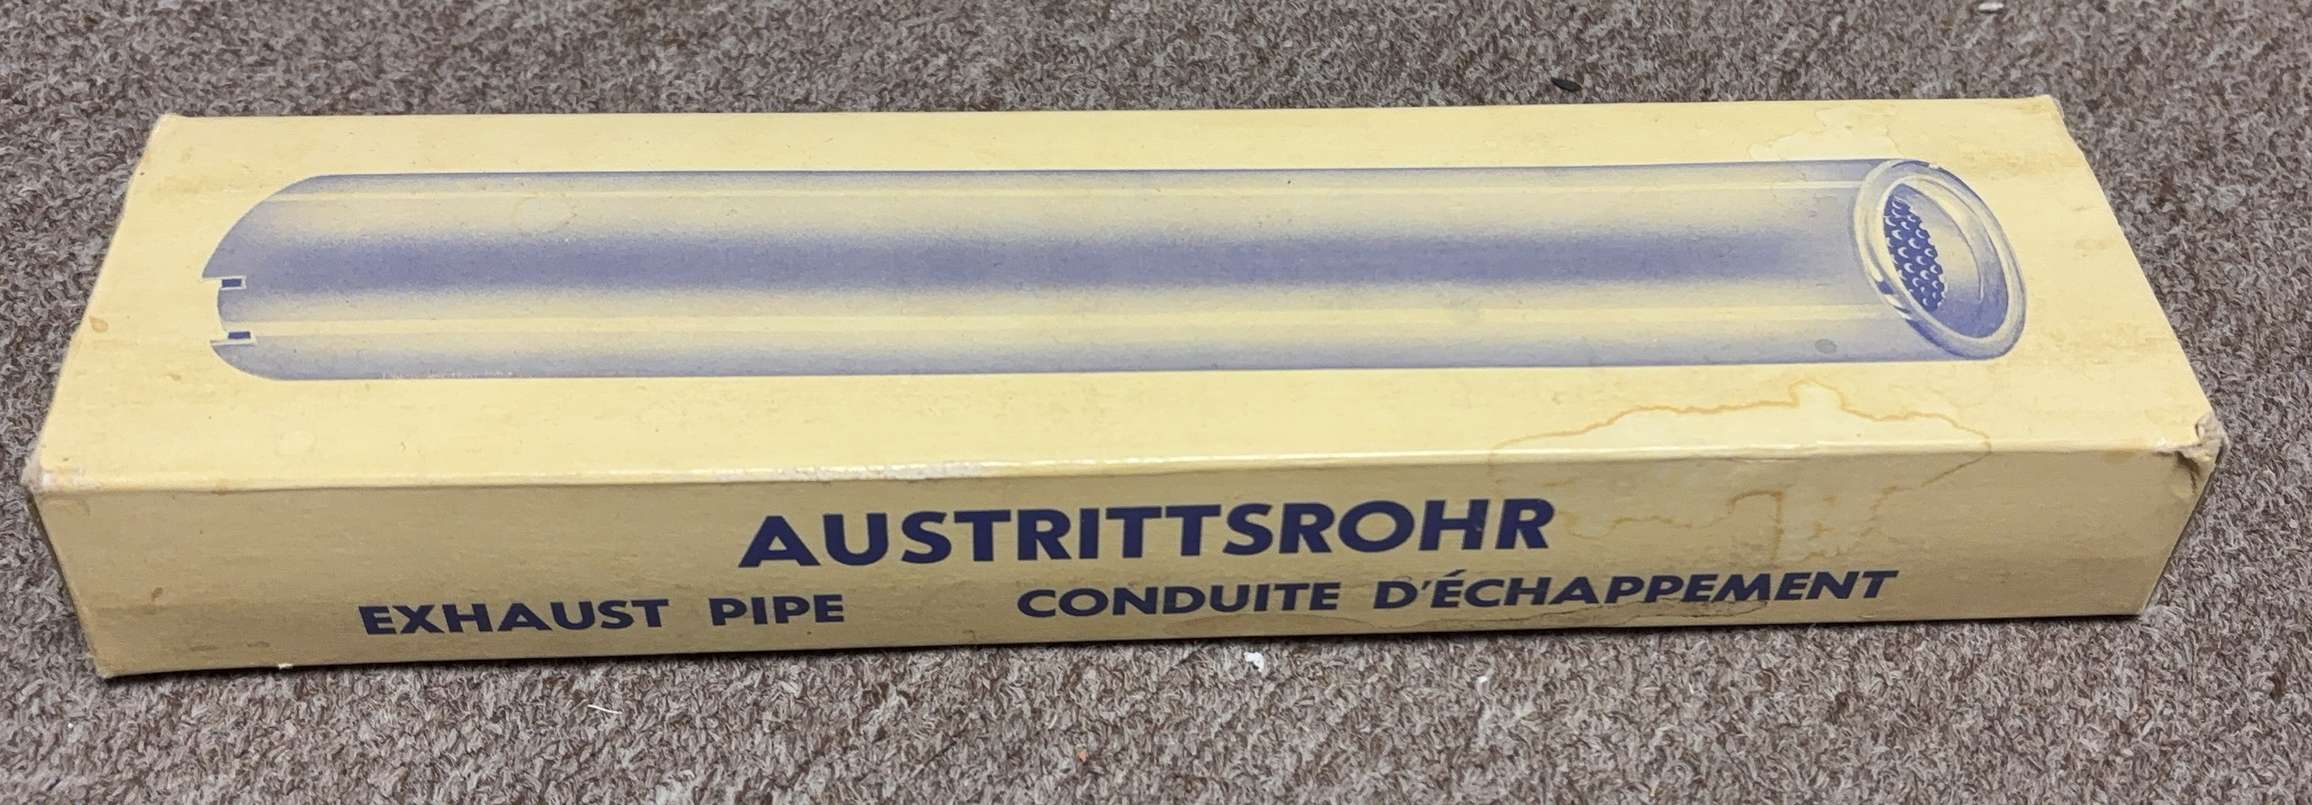 AUSTRITTSROHR
EXHAUST PIPE CONDUITE D'ÉCHAPPEMENT